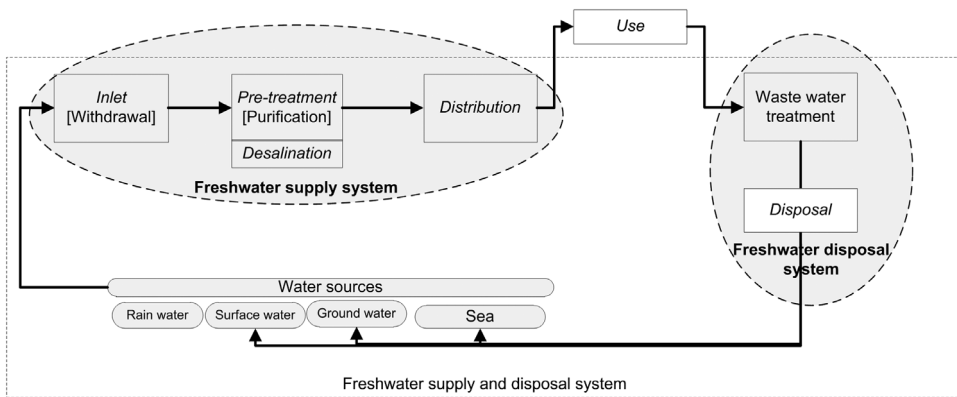 Use
Inlet
[Withdrawal]
Pre-treatment
[Purification]
Desalination
Distribution
Freshwater supply system
Waste water
treatment
Disposal
Freshwater disposal
system
Water sources
Rain water
Surface water
Ground water
Sea
Freshwater supply and disposal system